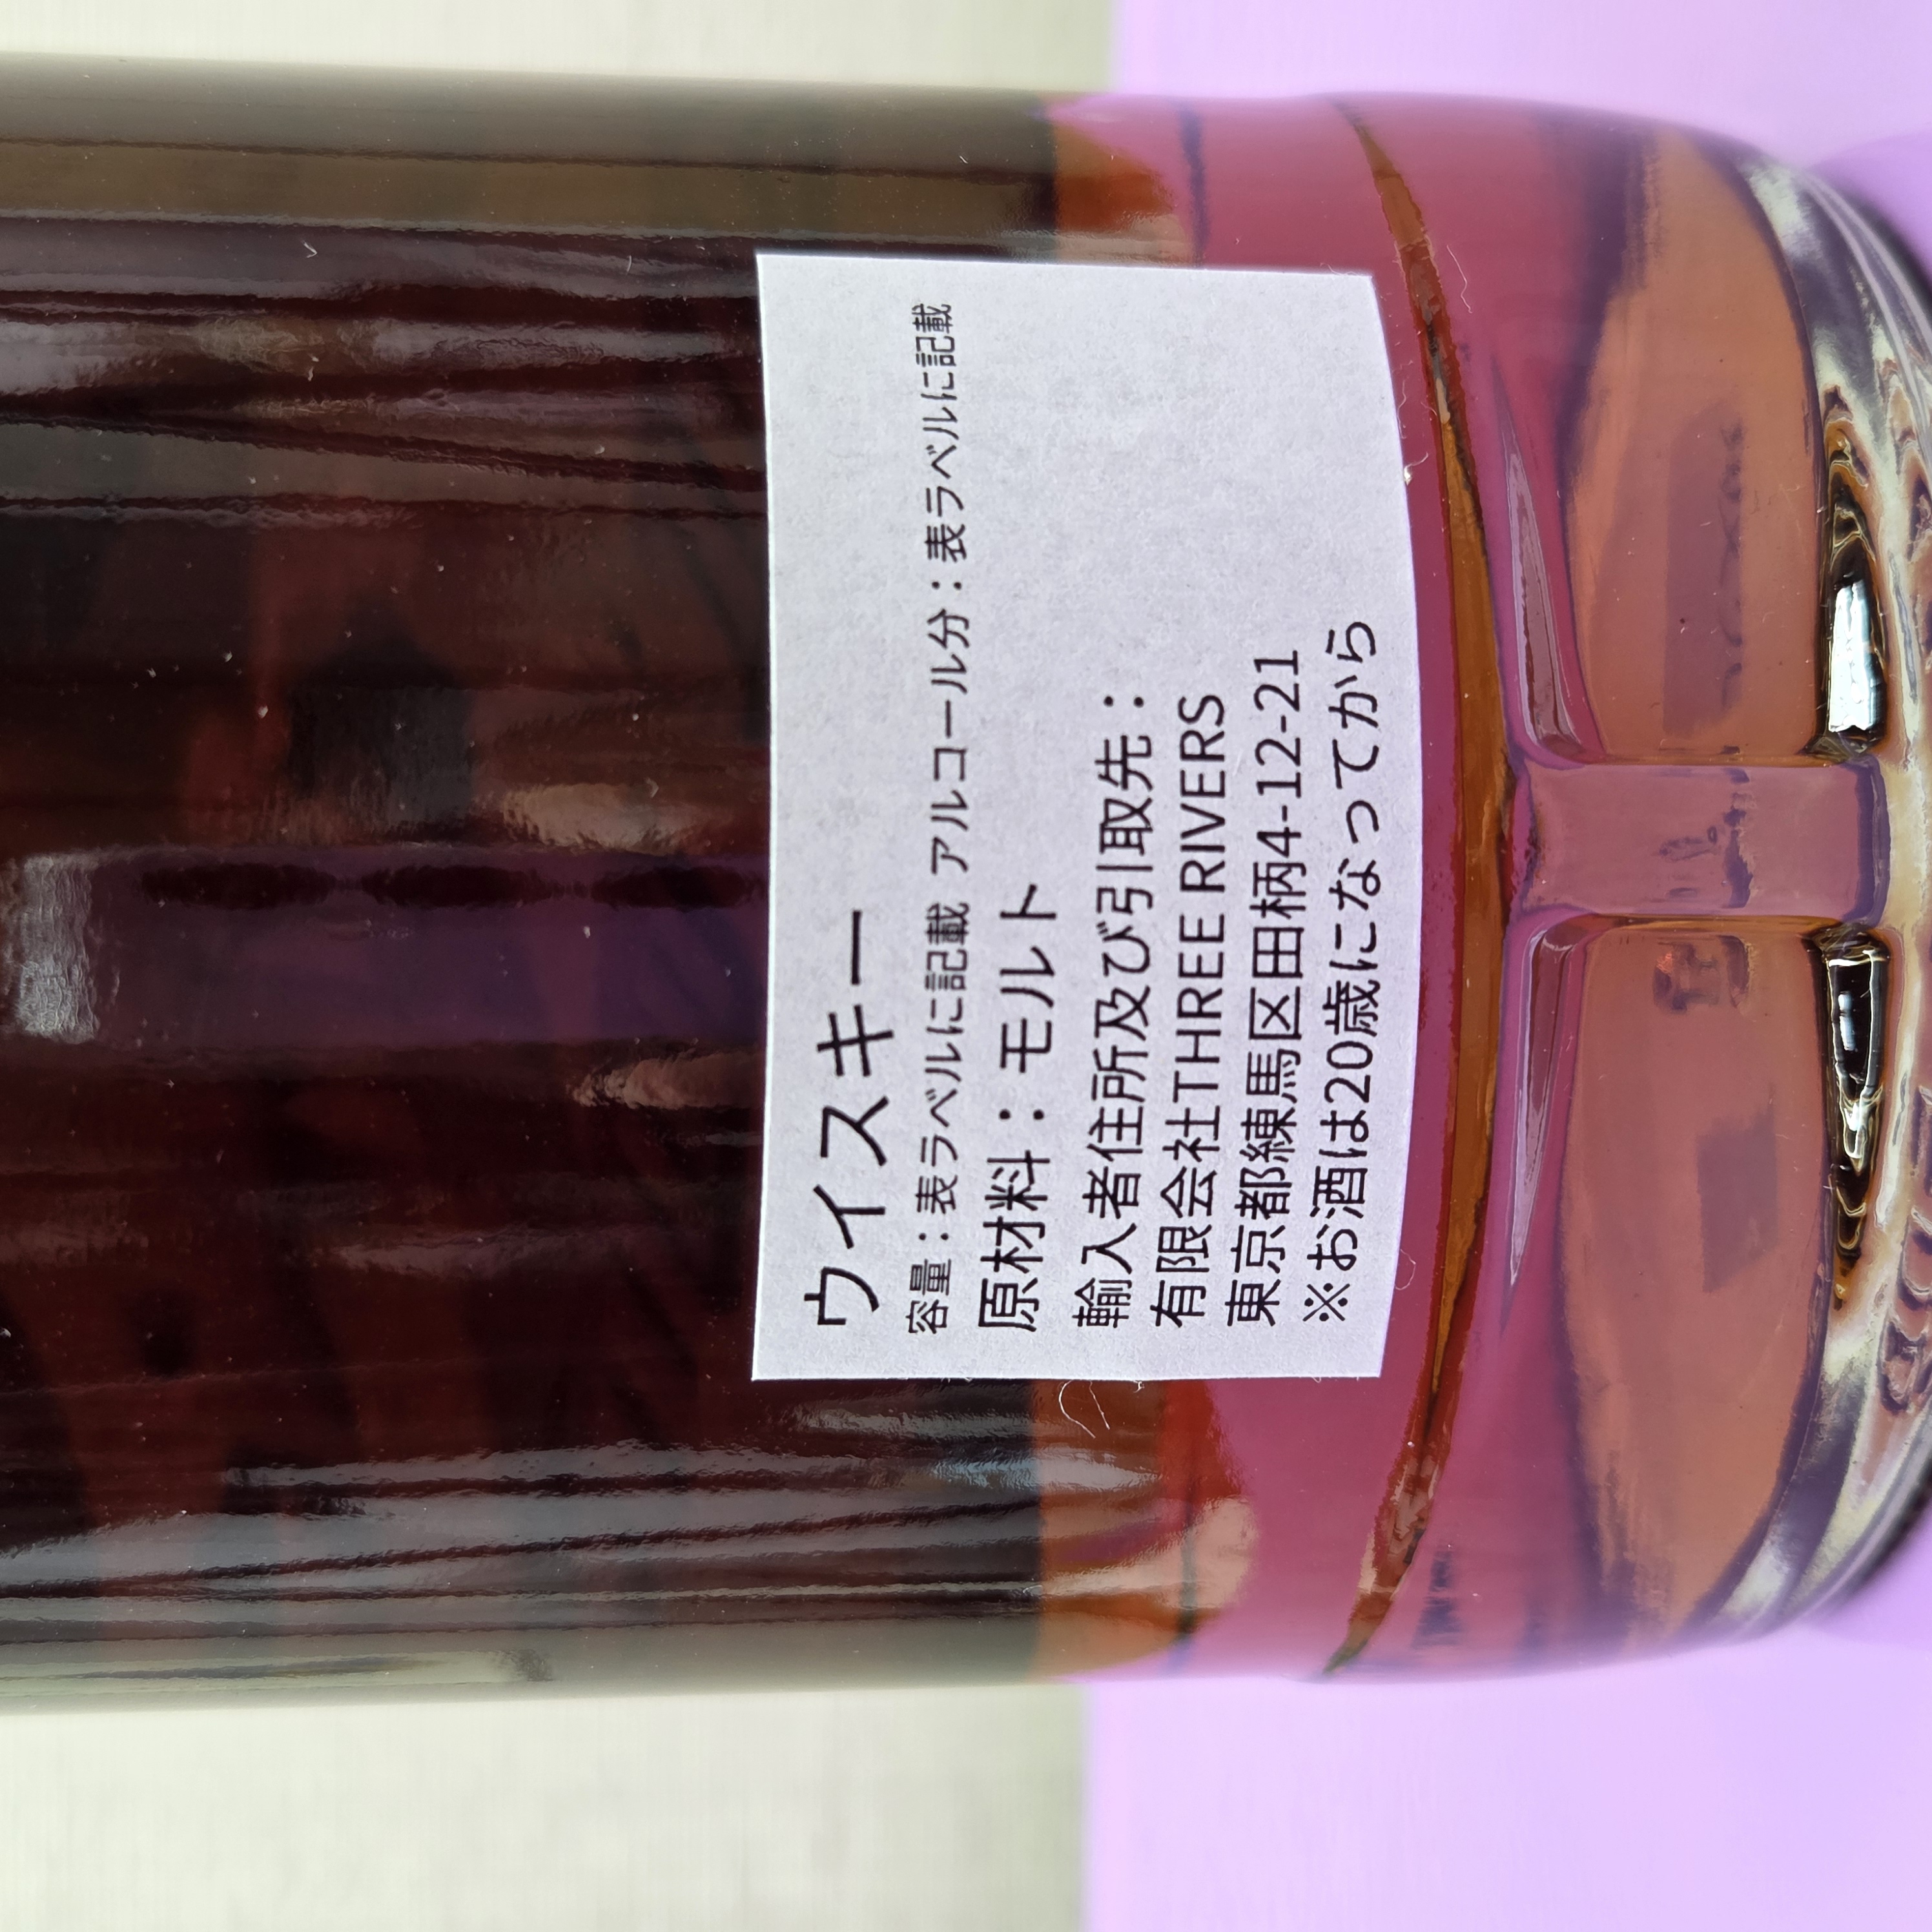 ウイスキー
容量：表ラベルに記載 アルコール分：表ラベルに記載
原材料：モルト
輸入者住所及び引取先：
有限会社THREE RIVERS
東京都練馬区田柄4-12-21
※お酒は20歳になってから